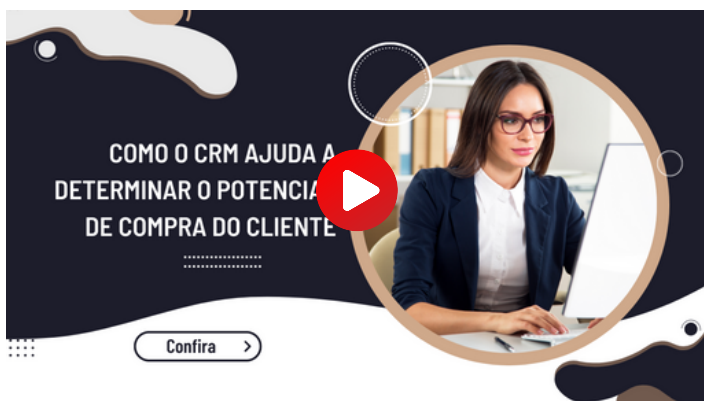 COMO O CRM AJUDA A
DETERMINAR O POTENCIA
DE COMPRA DO CLIENTE
Confira